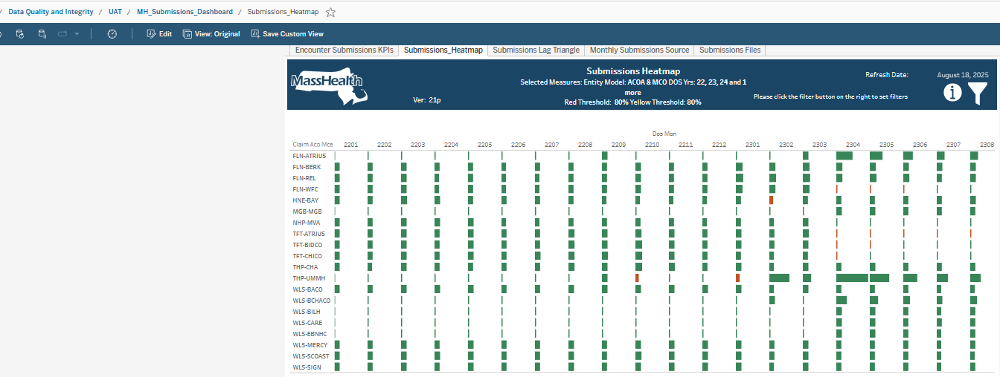 / Data Quality and Integrity / UAT / MH_Submissions_Dashboard / Submissions_Heatmap
Edit View: Original Save Custom View
Encounter Submissions KPIs Submissions_Heatmap Submissions Lag Triangle Monthly Submissions Source Submissions Files
MassHealth
Ver: 21p
Submissions Heatmap
Selected Measures: Entity Model: ACOA & MCO DOS Yrs: 22, 23, 24 and 1
more
Red Threshold: 80% Yellow Threshold: 80%
Refresh Date: August 18, 2025
Please click the filter button on the right to set filters
Dos Mon
Claim Aco Mce 2201 2202 2203 2204 2205 2206 2207 2208 2209 2210 2211 2212 2301 2302 2303 2304 2305 2306 2307 2308
FLN-ATRIUS
FLN-BERK
FLN-REL
FLN-WFC
HNE-BAY
MGB-MGB
NHP-MVA
TFT-ATRIUS
TFT-BIDCO
TFT-CHICO
THP-CHA
THP-UMMH
WLS-BACO
WLS-BCHACO
WLS-BILH
WLS-CARE
WLS-EBNHC
WLS-MERCY
WLS-SCOAST
WLS-SIGN